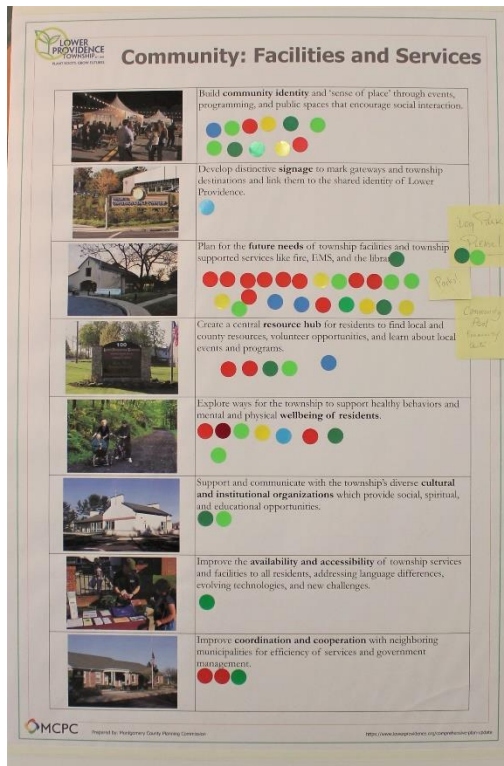 LOWER
PROVIDENCE
TOWNSHIP
Community: Facilities and Services
Build community identity and 'sense of place' through events,
programming, and public spaces that encourage social interaction.
Develop distinctive signage to mark gateways and township
destinations and link them to the shared identity of Lower
Providence.
Plan for the future needs of township facilities and township
supported services like fire, EMS, and the
Dog Park
Pool!
Community
Pool
Create a central resource hub for residents to find local and
county resources, volunteer opportunities, and learn about local
events and programs.
100
Explore ways for the township to support healthy behaviors and
mental and physical wellbeing of residents.
Support and communicate with the township's diverse cultural
and institutional organizations which provide social, spiritual,
and educational opportunities.
Improve the availability and accessibility of township services
and facilities to all residents, addressing language differences,
evolving technologies, and new challenges.
Improve coordination and cooperation with neighboring
municipalities for efficiency of services and government
management.
MCPC
Prepared by: Montgomery County Planning Commission